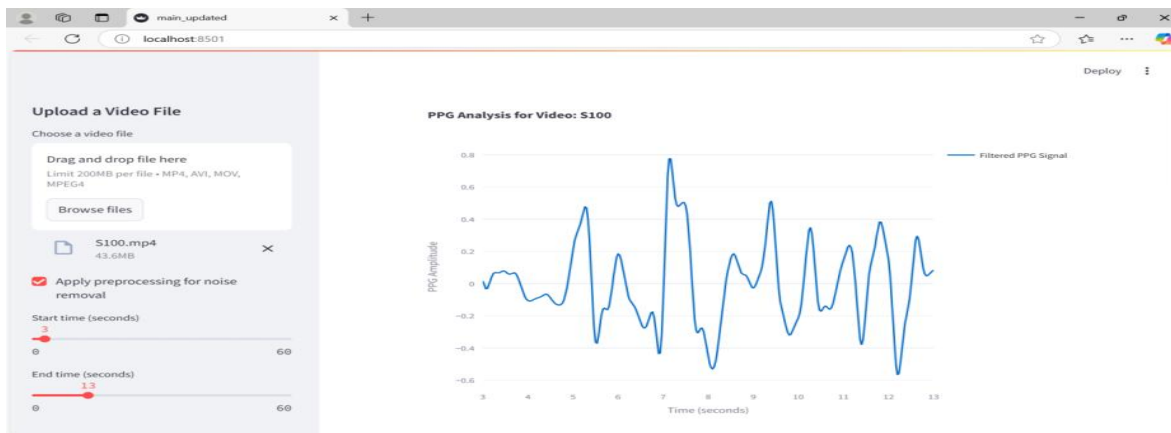 main_updated
localhost:8501
Deploy
Upload a Video File
Choose a video file
Drag and drop file here
Limit 200MB per file • MP4, AVI, MOV,
MPEG4
Browse files
S100.mp4
43.6MB
Apply preprocessing for noise
removal
Start time (seconds)
3
0 60
End time (seconds)
13
0 60
PPG Analysis for Video: S100
Filtered PPG Signal
PPG Amplitude
0.8
0.6
0.4
0.2
0
−0.2
−0.4
−0.6
3 4 5 6 7 8 9 10 11 12 13
Time (seconds)